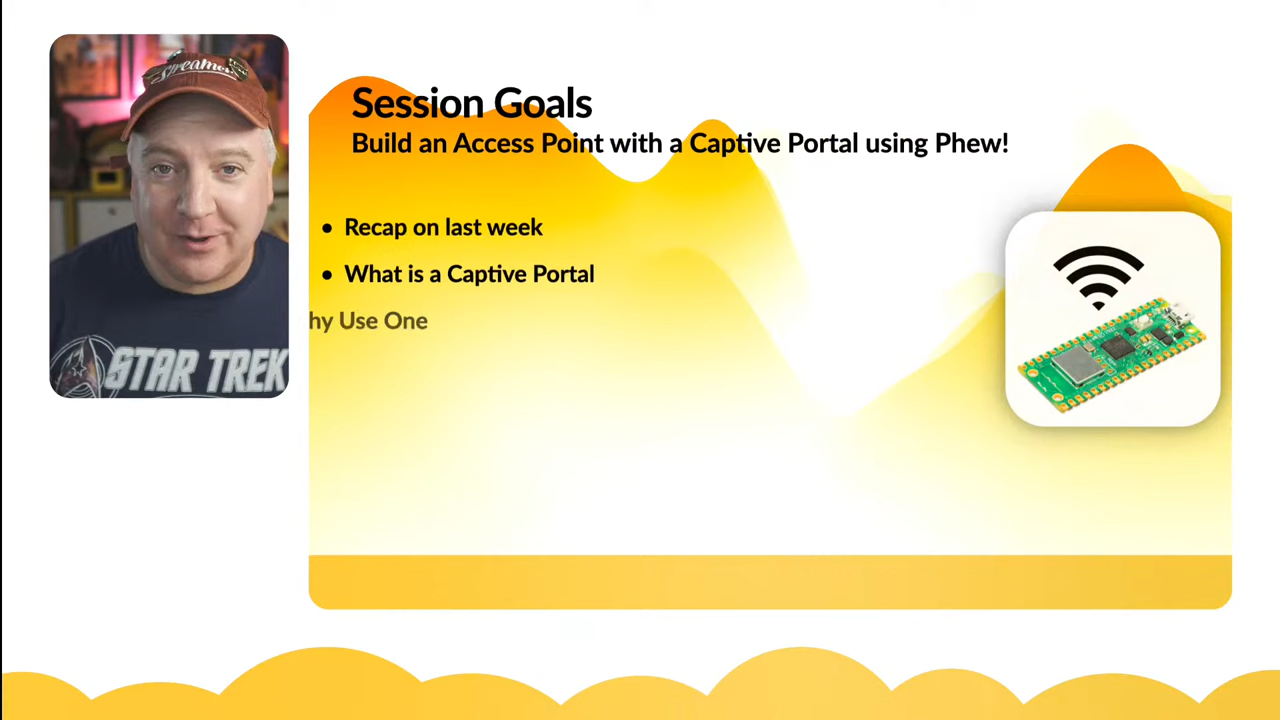 Streamer
STAR TREK
Session Goals
Build an Access Point with a Captive Portal using Phew!
• Recap on last week
• What is a Captive Portal
hy Use One